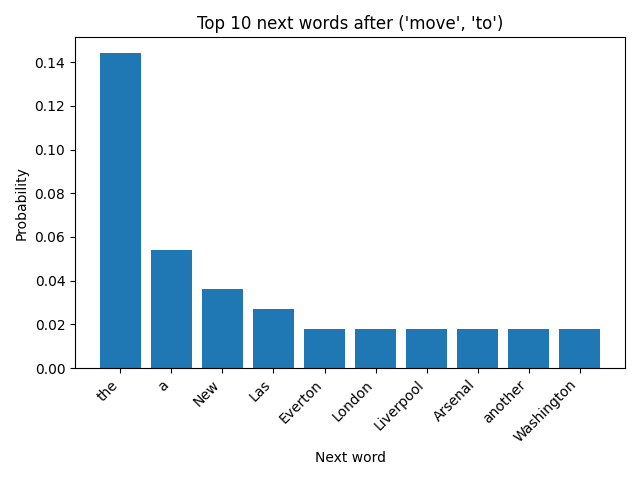 Top 10 next words after ('move', 'to')
Probability
0.14
0.12
0.10
0.08
0.06
0.04
0.02
0.00
the
a
New
Las
Everton
London
Liverpool
Arsenal
another
Washington
Next word